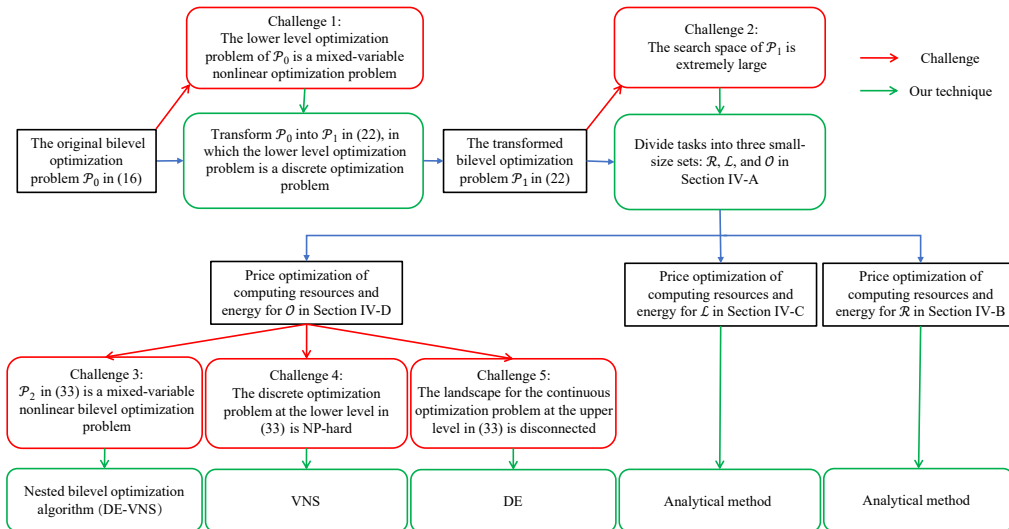 Challenge 1:
The lower level optimization
problem of 𝒫₀ is a mixed-variable
nonlinear optimization problem
Challenge 2:
The search space of 𝒫₁ is
extremely large
Challenge
Our technique
The original bilevel
optimization
problem 𝒫₀ in (16)
Transform 𝒫₀ into 𝒫₁ in (22), in
which the lower level optimization
problem is a discrete optimization
problem
The transformed
bilevel optimization
problem 𝒫₁ in (22)
Divide tasks into three small-
size sets: ℛ, ℒ, and 𝒪 in
Section IV-A
Price optimization of
computing resources and
energy for 𝒪 in Section IV-D
Price optimization of
computing resources and
energy for ℒ in Section IV-C
Price optimization of
computing resources and
energy for ℛ in Section IV-B
Challenge 3:
𝒫₂ in (33) is a mixed-variable
nonlinear bilevel optimization
problem
Challenge 4:
The discrete optimization
problem at the lower level in
(33) is NP-hard
Challenge 5:
The landscape for the continuous
optimization problem at the upper
level in (33) is disconnected
Nested bilevel optimization
algorithm (DE-VNS)
VNS
DE
Analytical method
Analytical method